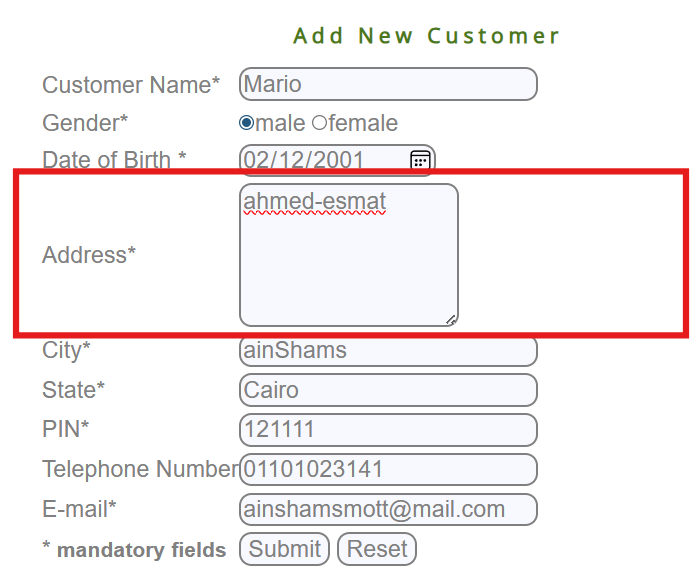 Add New Customer
Customer Name* Mario
Gender* male female
Date of Birth * 02/12/2001
Address* ahmed-esmat
City* ainShams
State* Cairo
PIN* 121111
Telephone Number 01101023141
E-mail* ainshamsmott@mail.com
* mandatory fields Submit Reset